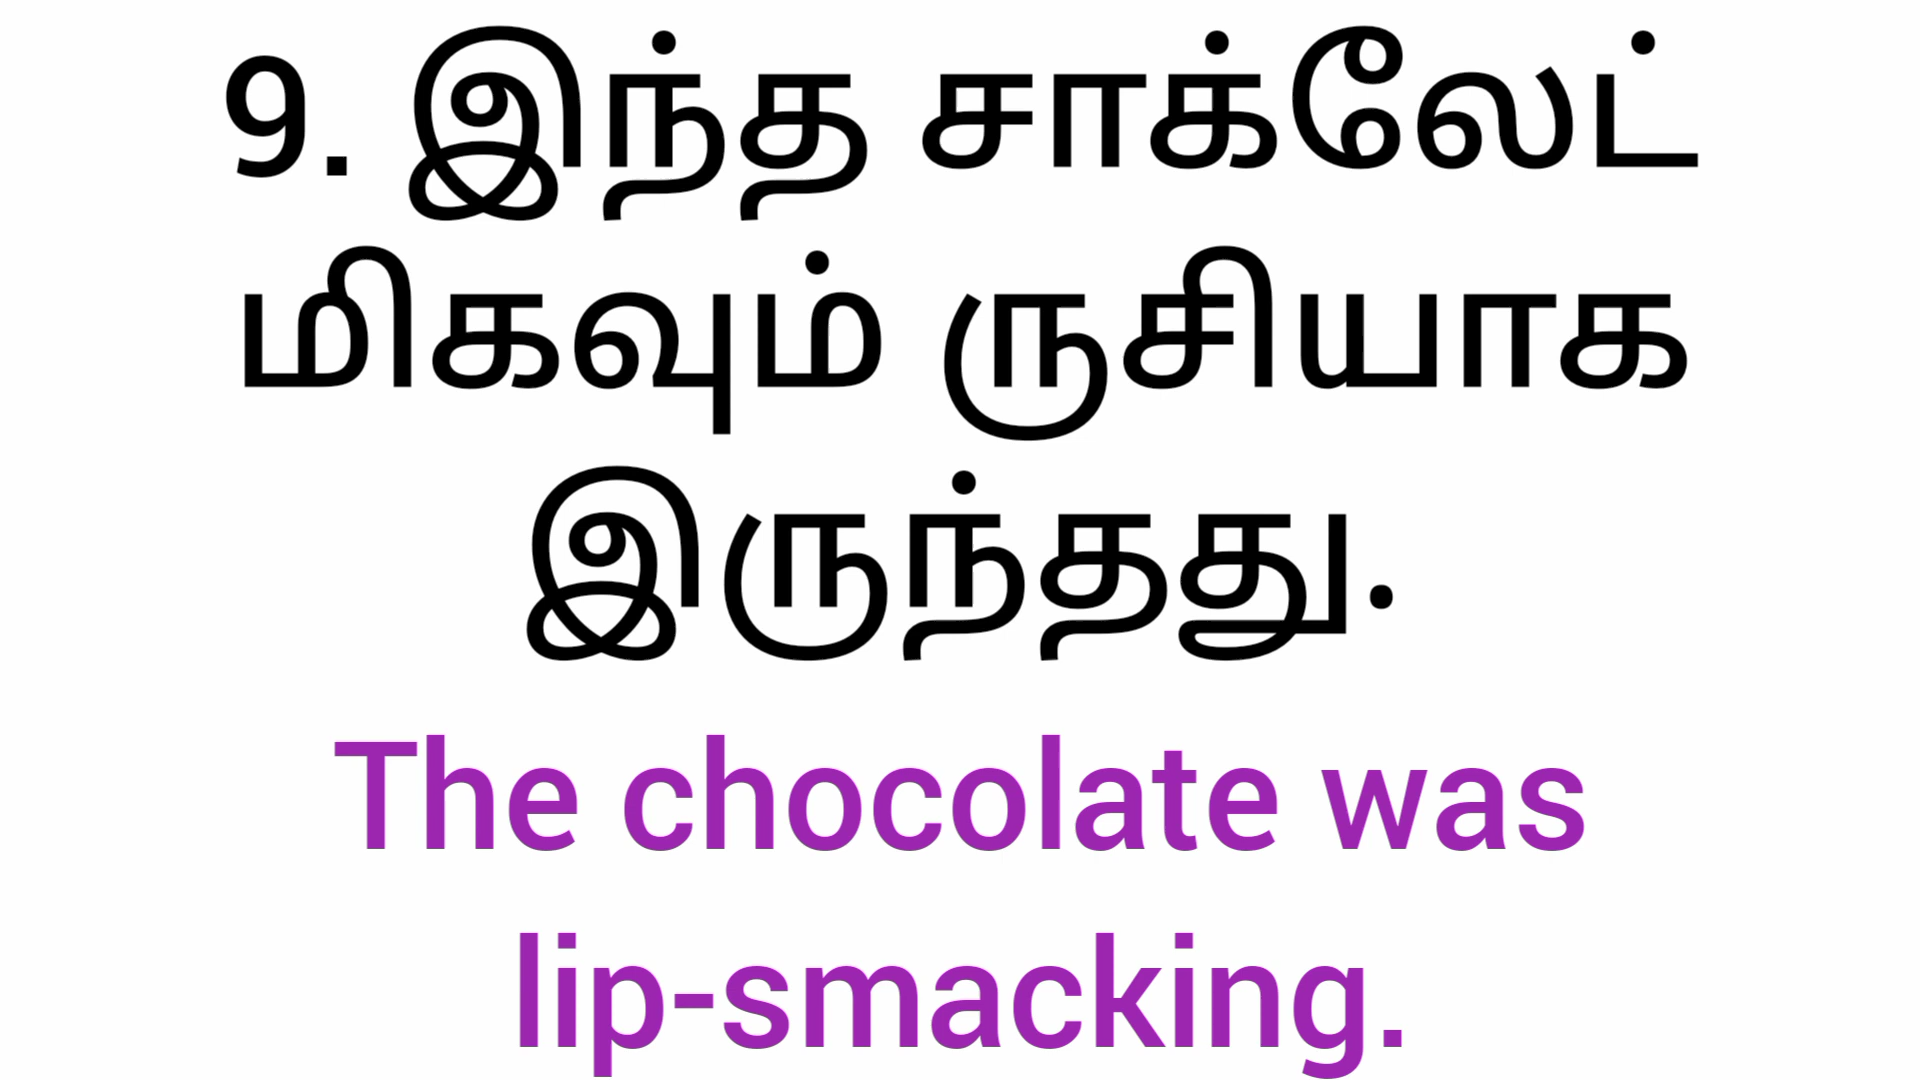 9. இந்த சாக்லேட்
மிகவும் ருசியாக
இருந்தது.
The chocolate was
lip-smacking.